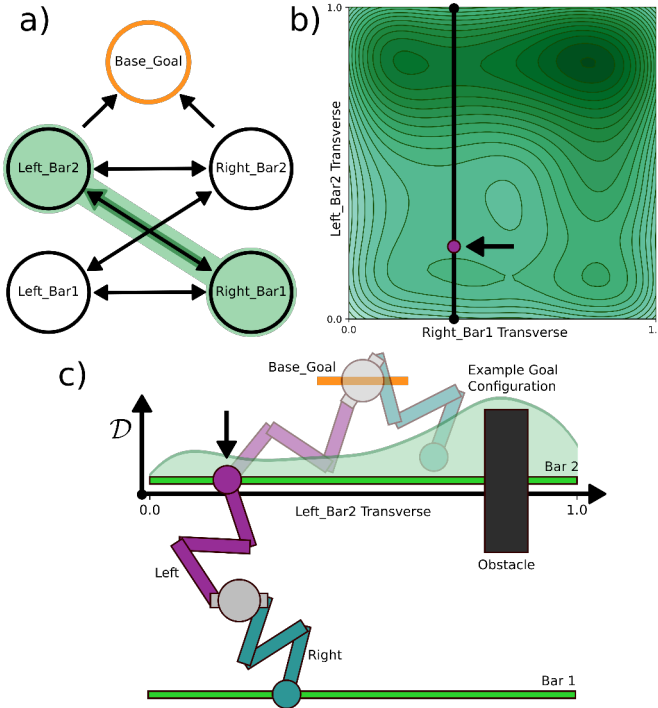 a)
Base_Goal
Left_Bar2
Right_Bar2
Left_Bar1
Right_Bar1
b)
1.0
Left_Bar2 Transverse
0.0
0.0
Right_Bar1 Transverse
1.
c)
Base_Goal
Example Goal
Configuration
D
Bar 2
0.0
Left_Bar2 Transverse
1.0
Obstacle
Left
Right
Bar 1